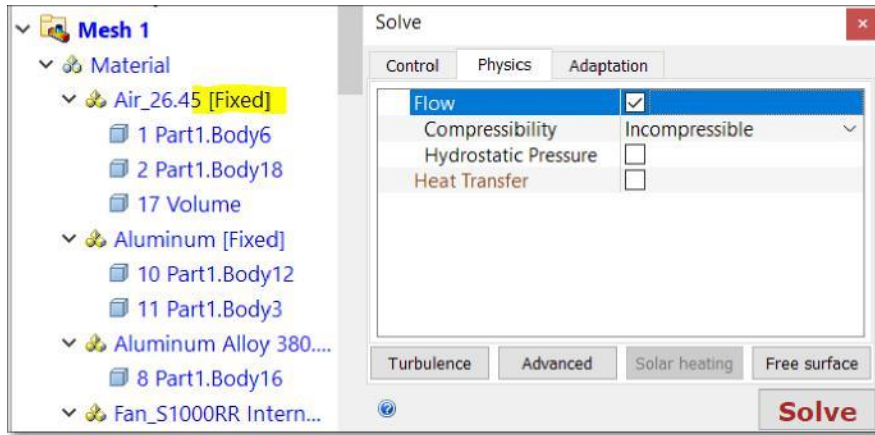 Mesh 1
Material
Air_26.45 [Fixed]
1 Part1.Body6
2 Part1.Body18
17 Volume
Aluminum [Fixed]
10 Part1.Body12
11 Part1.Body3
Aluminum Alloy 380....
8 Part1.Body16
Fan_S1000RR Intern...
Solve
×
Control Physics Adaptation
Flow
Compressibility Incompressible
Hydrostatic Pressure
Heat Transfer
Turbulence Advanced Solar heating Free surface
?
Solve